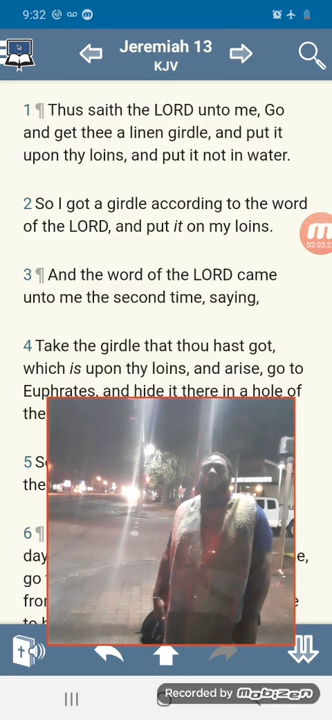 9:32
Jeremiah 13
KJV
1 ¶ Thus saith the LORD unto me, Go
and get thee a linen girdle, and put it
upon thy loins, and put it not in water.
2 So I got a girdle according to the word
of the LORD, and put it on my loins.
3 ¶ And the word of the LORD came
unto me the second time, saying,
4 Take the girdle that thou hast got,
which is upon thy loins, and arise, go to
Euphrates, and hide it there in a hole of
the
5 S
the
6 ¶
day
e,
go
from
e
to
Recorded by mobizen